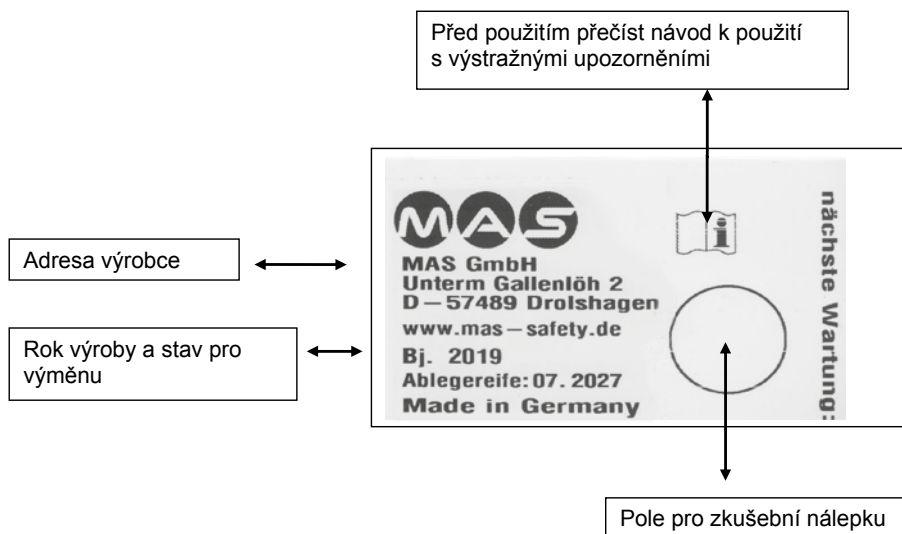 Před použitím přečíst návod k použití
s výstražnými upozorněními
MAS
MAS GmbH
Unterm Gallenlöh 2
D – 57489 Drolshagen
www.mas – safety.de
Bj. 2019
Ablegereife: 07. 2027
Made in Germany
i
nächste Wartung:
Adresa výrobce
Rok výroby a stav pro
výměnu
Pole pro zkušební nálepku